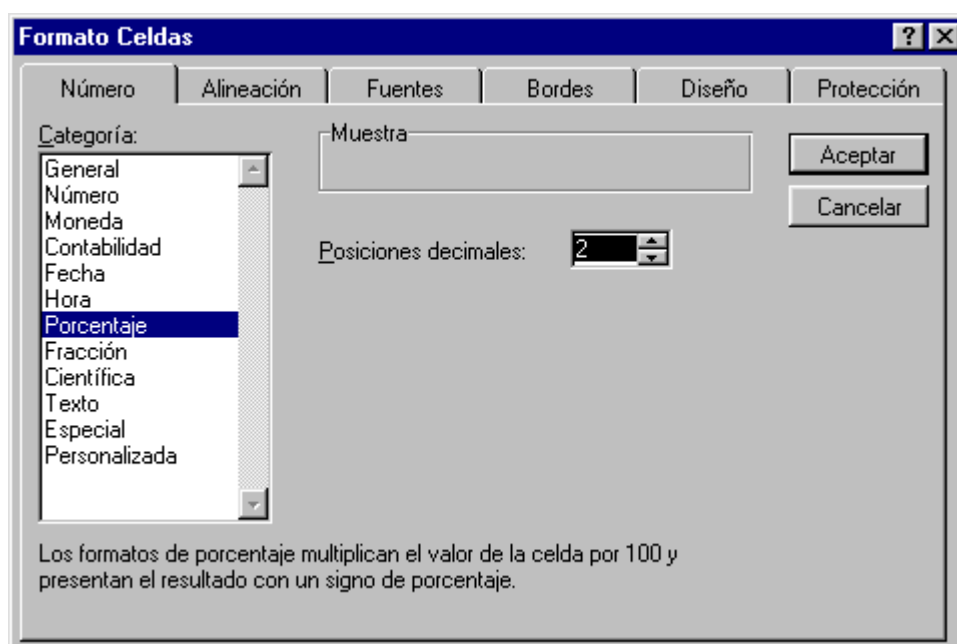 Formato Celdas
Número Alineación Fuentes Bordes Diseño Protección
Categoría:
General
Número
Moneda
Contabilidad
Fecha
Hora
Porcentaje
Fracción
Científica
Texto
Especial
Personalizada
Muestra
Posiciones decimales: 2
Aceptar
Cancelar
Los formatos de porcentaje multiplican el valor de la celda por 100 y
presentan el resultado con un signo de porcentaje.